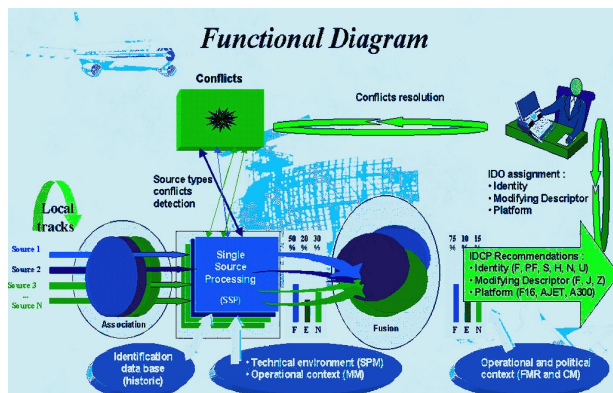 Functional Diagram
Conflicts
Conflicts resolution
Source types
conflicts
detection
IDO assignment :
• Identity
• Modifying Descriptor
• Platform
Local
tracks
Source 1
Source 2
Source 3
...
Source N
Association
Single
Source
Processing
(SSP)
50 20 30
% % %
F E N
Fusion
75 10 15
% % %
F E N
IDCP Recommendations :
• Identity (F, PF, S, H, N, U)
• Modifying Descriptor (F, J, Z)
• Platform (F16, AJET, A300)
Identification
data base
(historic)
• Technical environment (SPM)
• Operational context (MM)
Operational and political
context (FMR and CM)